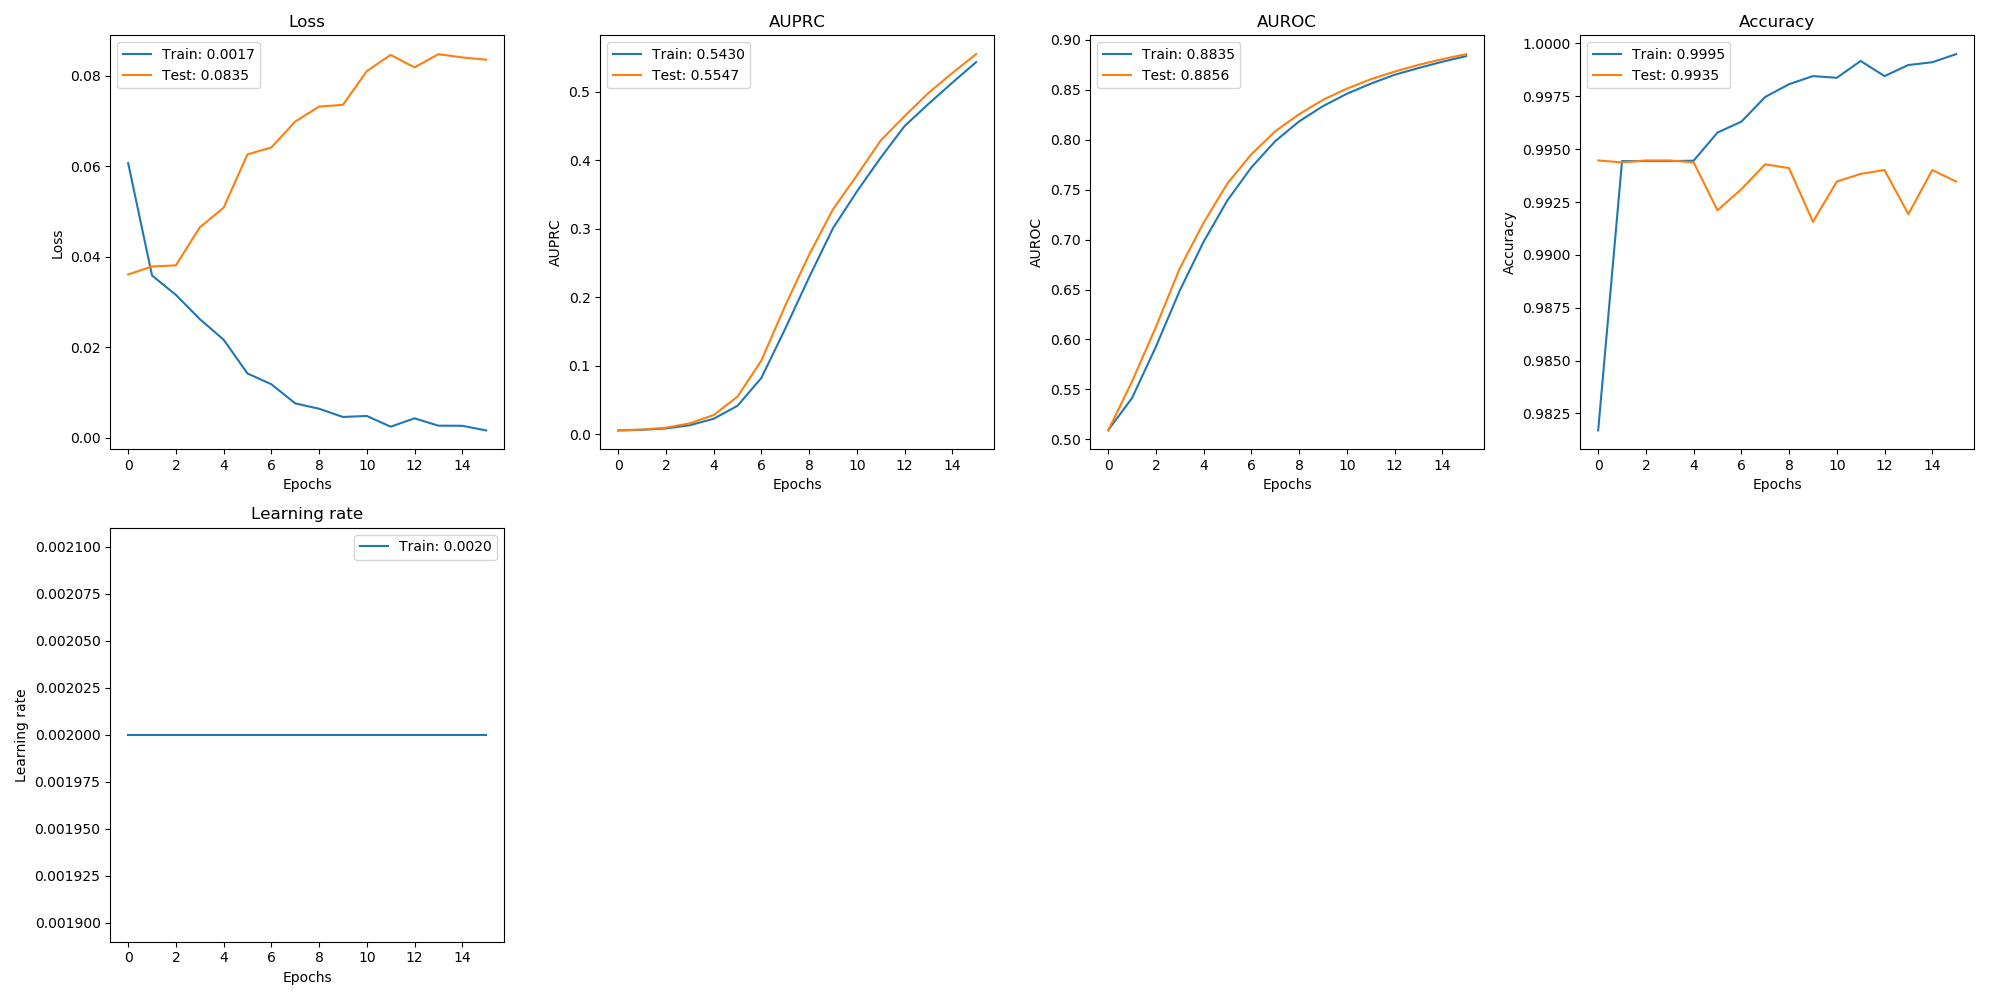 Loss
Train: 0.0017
Test: 0.0835
0.08
0.06
0.04
0.02
0.00
Loss
0 2 4 6 8 10 12 14
Epochs
AUPRC
Train: 0.5430
Test: 0.5547
0.5
0.4
0.3
0.2
0.1
0.0
AUPRC
0 2 4 6 8 10 12 14
Epochs
AUROC
Train: 0.8835
Test: 0.8856
0.90
0.85
0.80
0.75
0.70
0.65
0.60
0.55
0.50
AUROC
0 2 4 6 8 10 12 14
Epochs
Accuracy
Train: 0.9995
Test: 0.9935
1.0000
0.9975
0.9950
0.9925
0.9900
0.9875
0.9850
0.9825
Accuracy
0 2 4 6 8 10 12 14
Epochs
Learning rate
Train: 0.0020
0.002100
0.002075
0.002050
0.002025
0.002000
0.001975
0.001950
0.001925
0.001900
Learning rate
0 2 4 6 8 10 12 14
Epochs